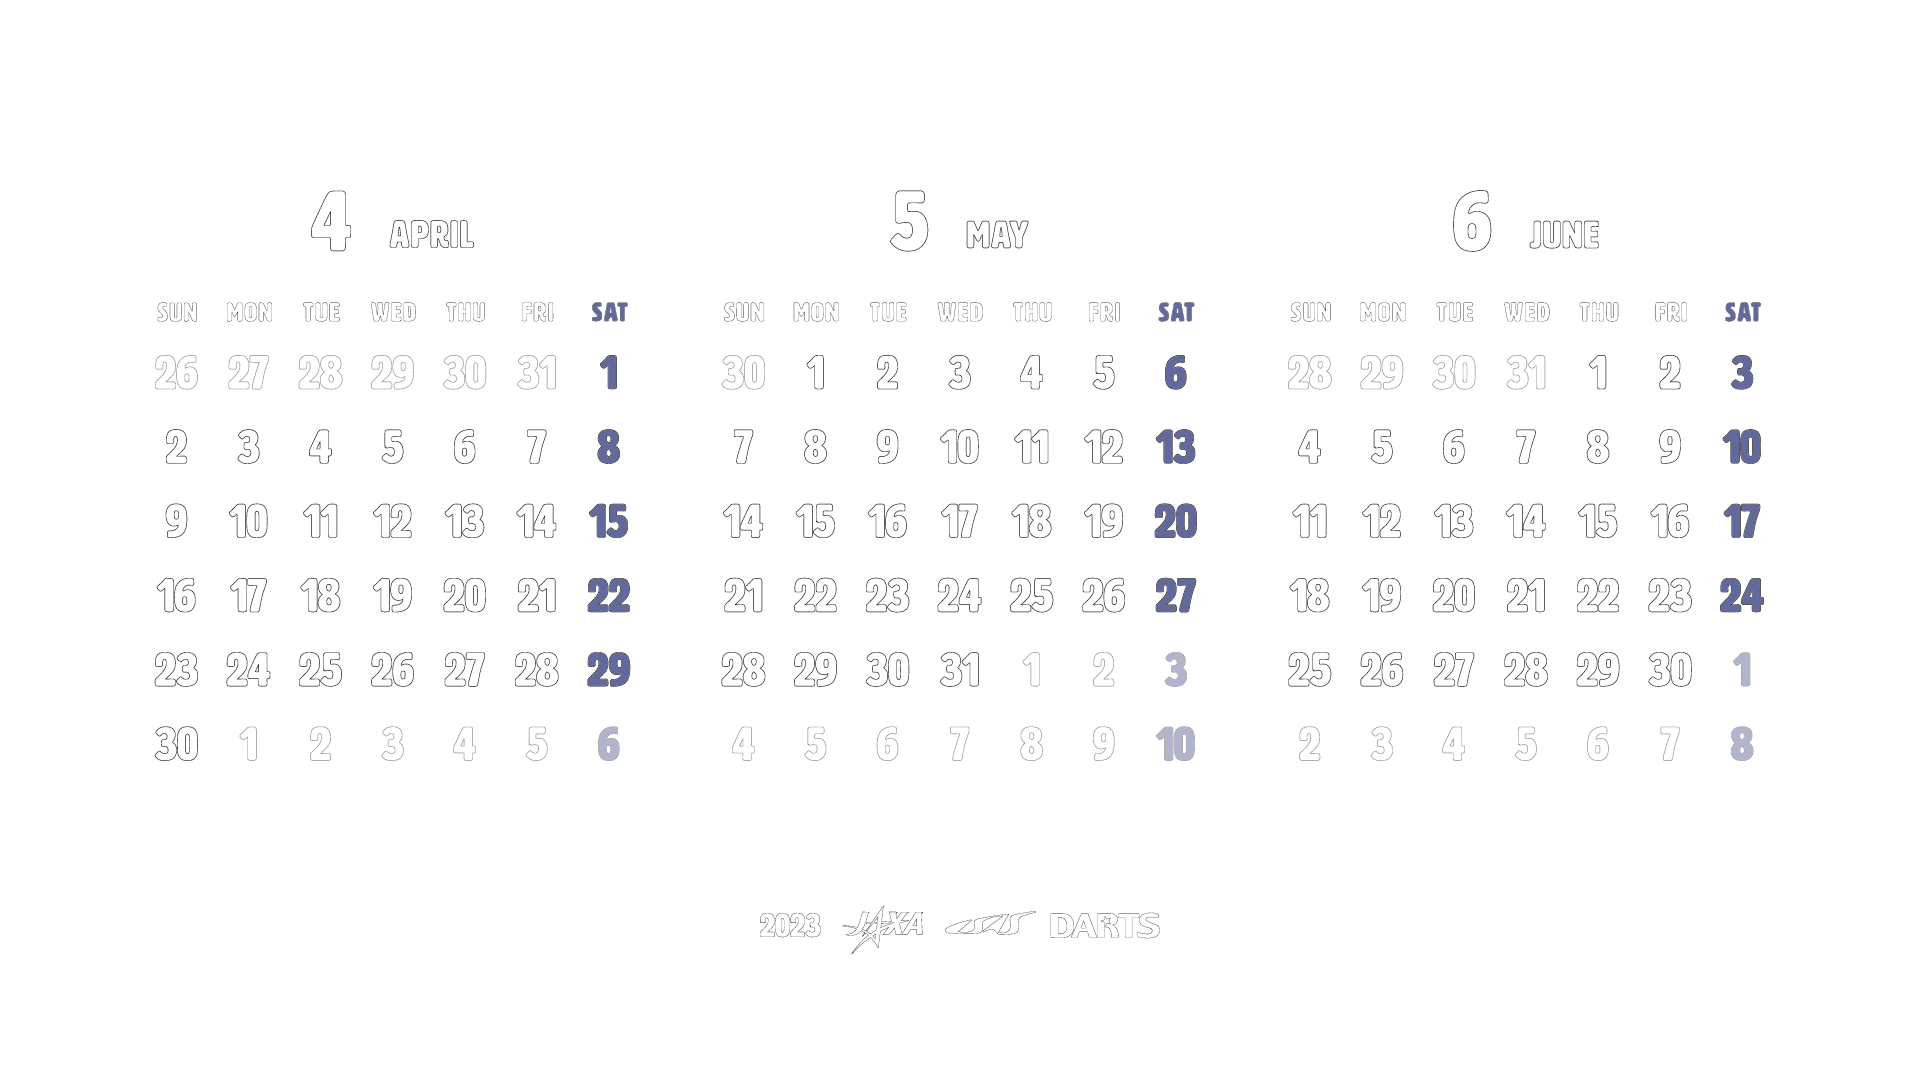 4 APRIL
SUN MON TUE WED THU FRI SAT
26 27 28 29 30 31 1
2 3 4 5 6 7 8
9 10 11 12 13 14 15
16 17 18 19 20 21 22
23 24 25 26 27 28 29
30 1 2 3 4 5 6
5 MAY
SUN MON TUE WED THU FRI SAT
30 1 2 3 4 5 6
7 8 9 10 11 12 13
14 15 16 17 18 19 20
21 22 23 24 25 26 27
28 29 30 31 1 2 3
4 5 6 7 8 9 10
6 JUNE
SUN MON TUE WED THU FRI SAT
28 29 30 31 1 2 3
4 5 6 7 8 9 10
11 12 13 14 15 16 17
18 19 20 21 22 23 24
25 26 27 28 29 30 1
2 3 4 5 6 7 8
2023 JAXA ISAS DARTS